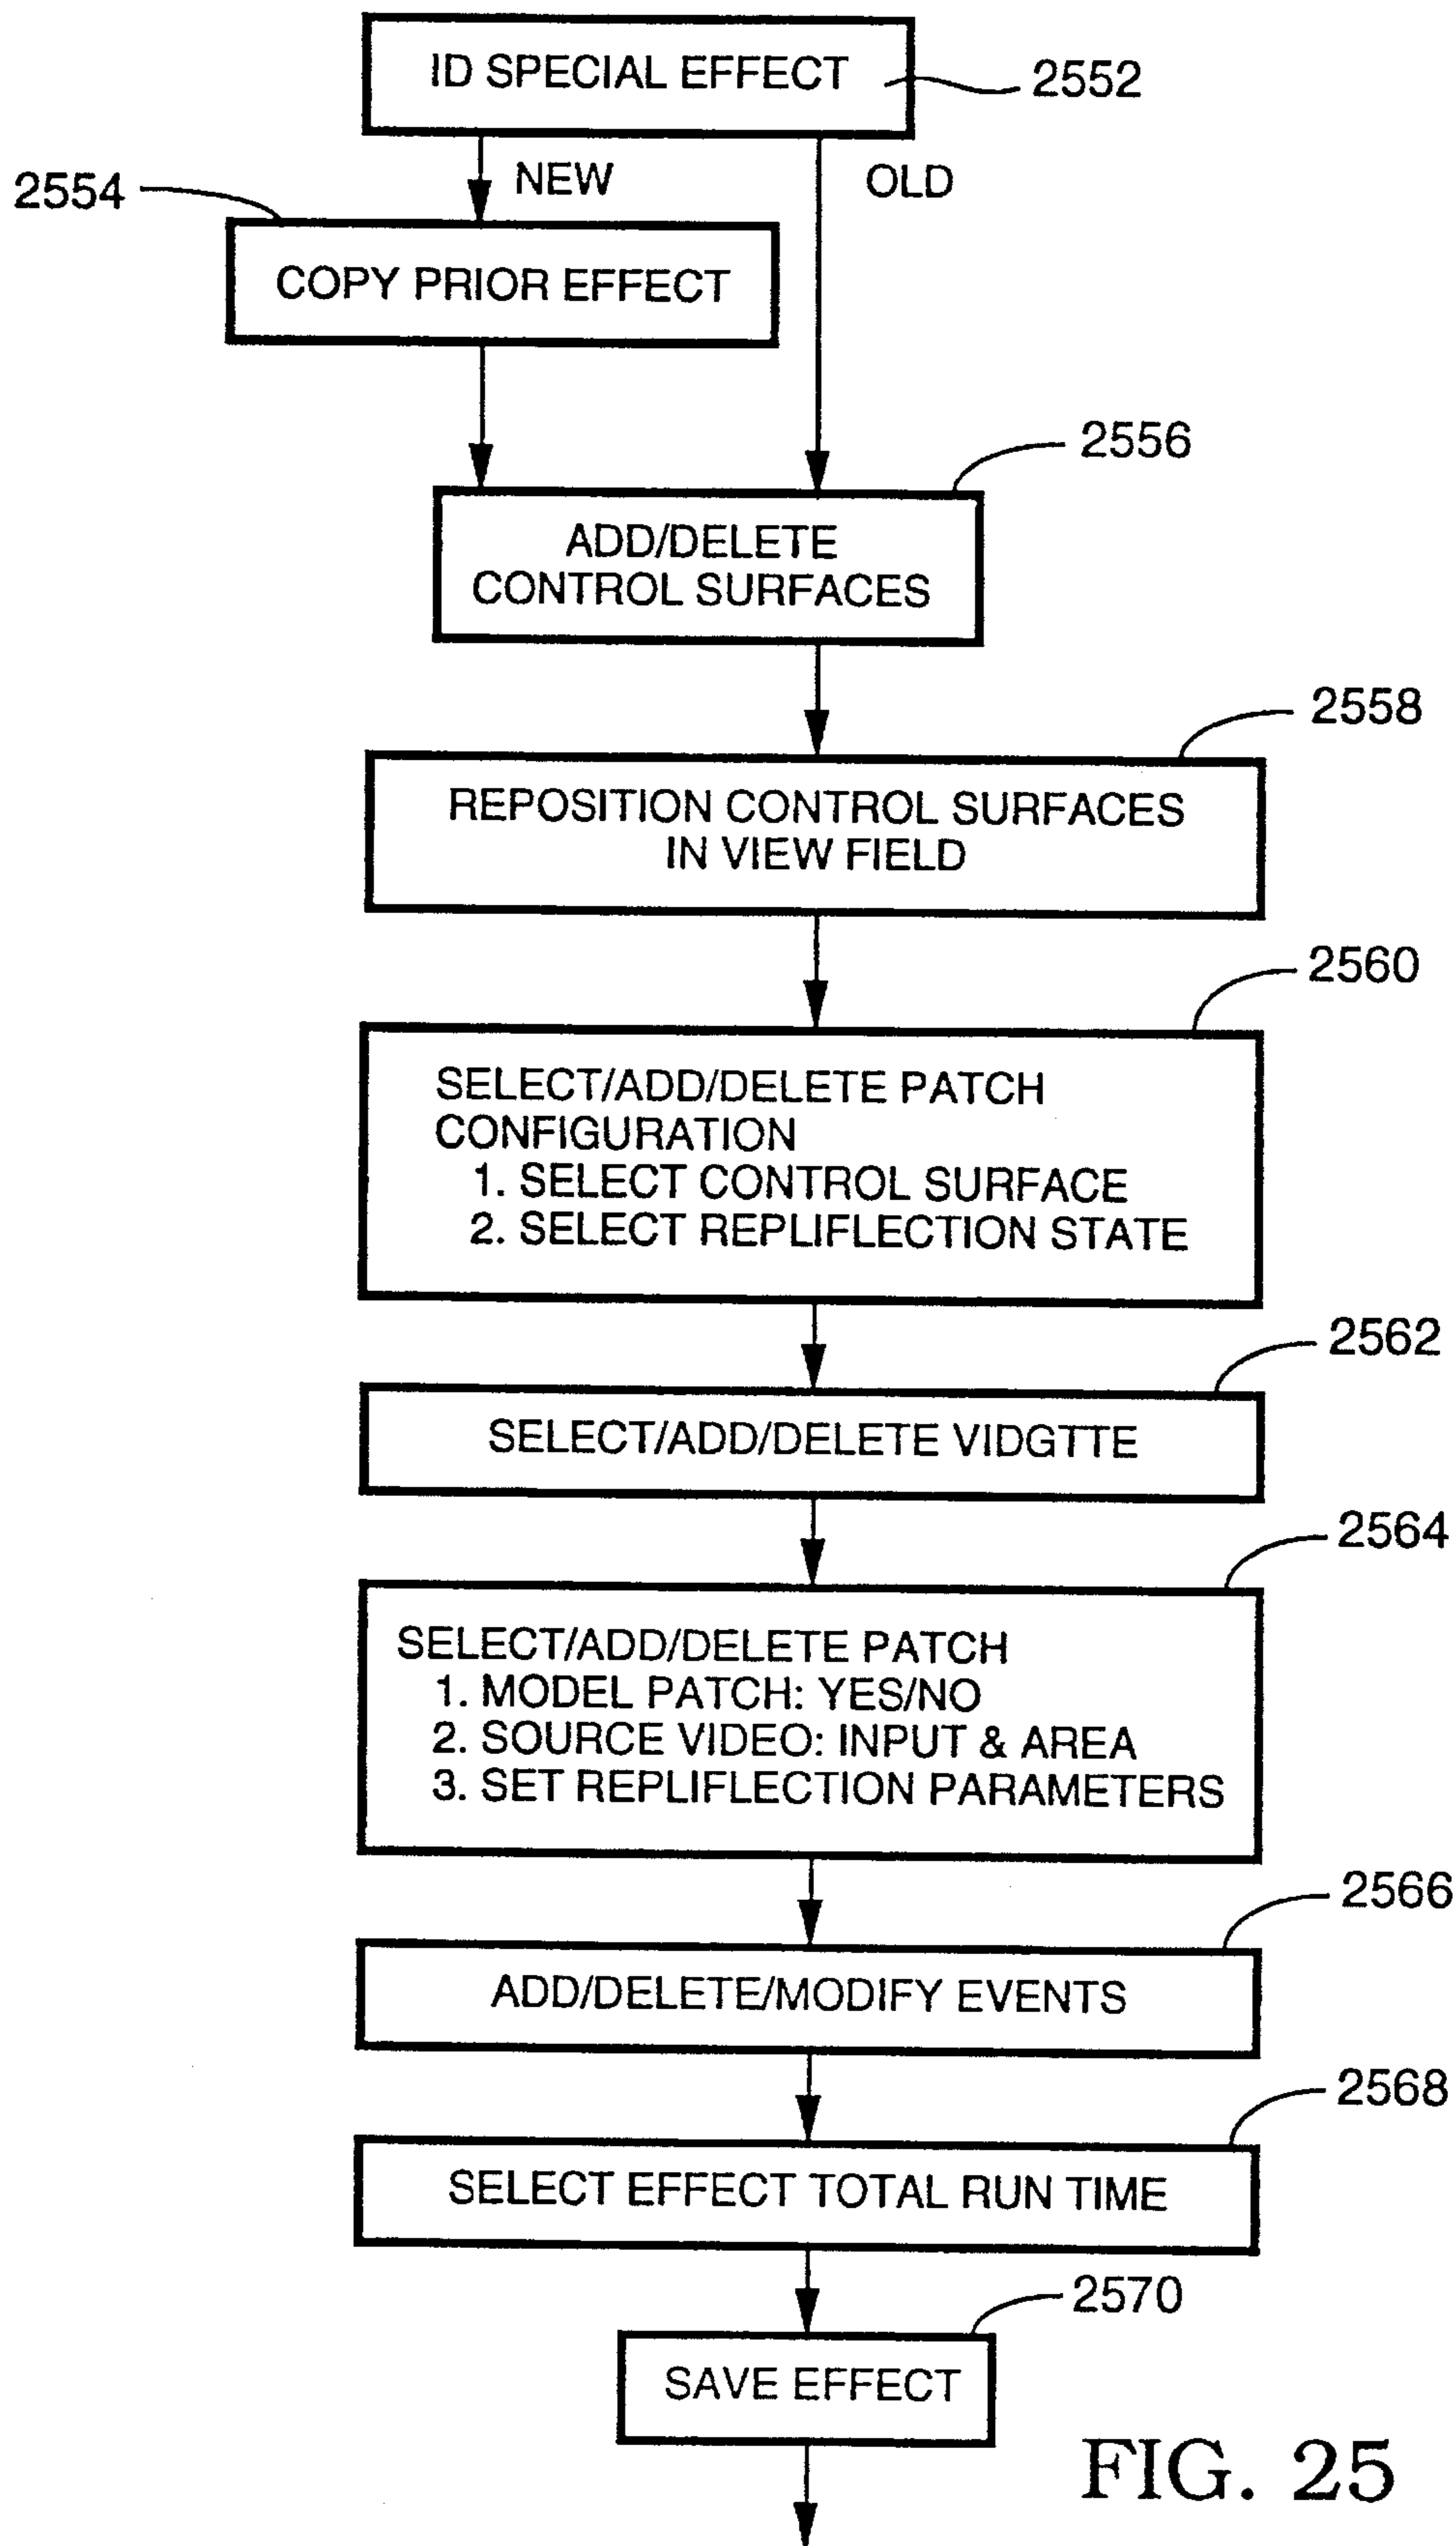 ID SPECIAL EFFECT
2552
NEW
OLD
2554
COPY PRIOR EFFECT
2556
ADD/DELETE
CONTROL SURFACES
2558
REPOSITION CONTROL SURFACES
IN VIEW FIELD
2560
SELECT/ADD/DELETE PATCH
CONFIGURATION
1. SELECT CONTROL SURFACE
2. SELECT REPLIFLECTION STATE
2562
SELECT/ADD/DELETE VIDGTTE
2564
SELECT/ADD/DELETE PATCH
1. MODEL PATCH: YES/NO
2. SOURCE VIDEO: INPUT & AREA
3. SET REPLIFLECTION PARAMETERS
2566
ADD/DELETE/MODIFY EVENTS
2568
SELECT EFFECT TOTAL RUN TIME
2570
SAVE EFFECT
FIG. 25